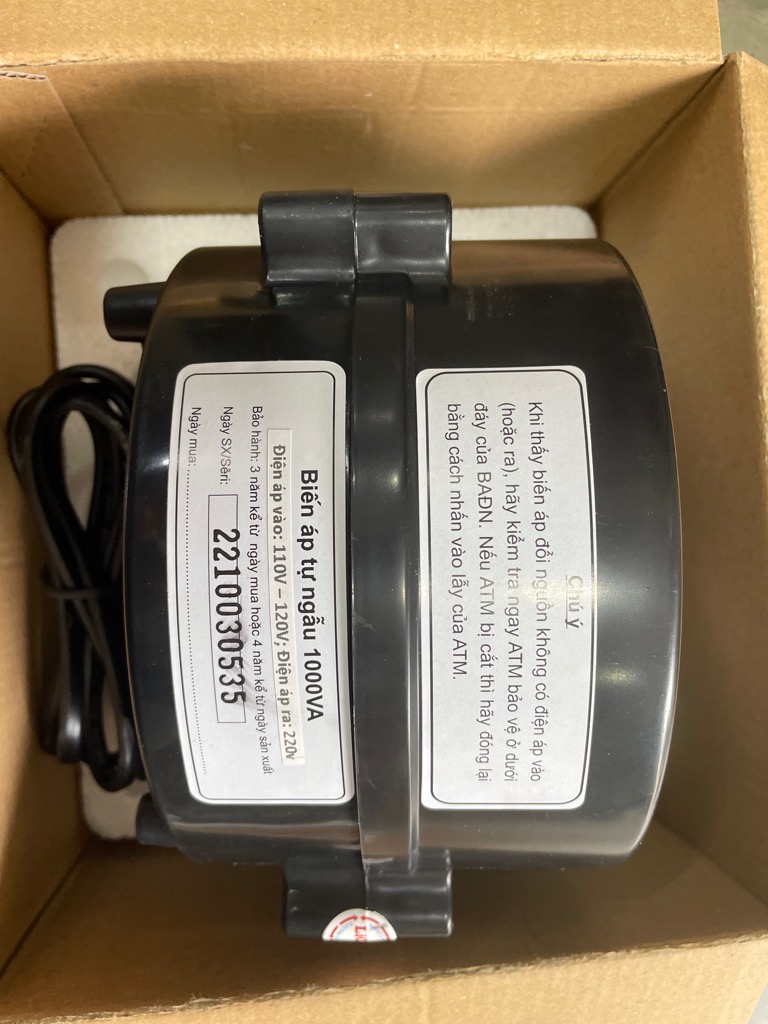 Chú ý
Khi thấy biến áp đổi nguồn không có điện áp vào
(hoặc ra), hãy kiểm tra ngay ATM bảo vệ ở dưới
đáy của BAĐN. Nếu ATM bị cắt thì hãy đóng lại
bằng cách nhấn vào lẫy của ATM.
Biến áp tự ngẫu 1000VA
Điện áp vào: 110V – 120V; Điện áp ra: 220v
Bảo hành: 3 năm kể từ ngày mua hoặc 4 năm kể từ ngày sản xuất
Ngày SX/Sêri: 2210030535
Ngày mua: ........................................